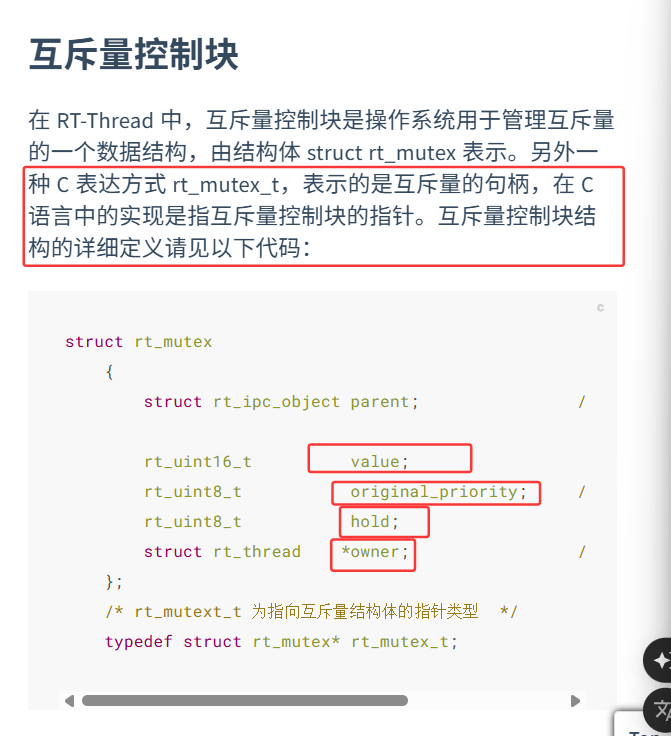 互斥量控制块
在 RT-Thread 中，互斥量控制块是操作系统用于管理互斥量
的一个数据结构，由结构体 struct rt_mutex 表示。另外一
种 C 表达方式 rt_mutex_t，表示的是互斥量的句柄，在 C
语言中的实现是指互斥量控制块的指针。互斥量控制块结
构的详细定义请见以下代码：
c
struct rt_mutex
{
struct rt_ipc_object parent; /
rt_uint16_t value;
rt_uint8_t original_priority; /
rt_uint8_t hold;
struct rt_thread *owner; /
};
/* rt_mutext_t 为指向互斥量结构体的指针类型 */
typedef struct rt_mutex* rt_mutex_t;